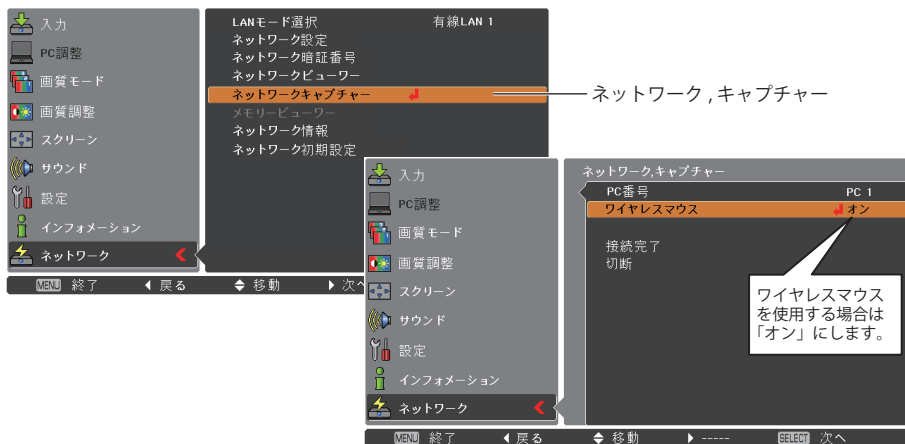 入力
PC調整
画質モード
画質調整
スクリーン
サウンド
設定
インフォメーション
ネットワーク
LANモード選択 有線LAN 1
ネットワーク設定
ネットワーク暗証番号
ネットワークビューワー
ネットワークキャプチャー
メモリービューワー
ネットワーク情報
ネットワーク初期設定
MENU 終了 戻る 移動 次へ
ネットワーク , キャプチャー
入力
PC調整
画質モード
画質調整
スクリーン
サウンド
設定
インフォメーション
ネットワーク
ネットワーク,キャプチャー
PC番号 PC 1
ワイヤレスマウス オン
接続完了
切断
ワイヤレスマウス
を使用する場合は
「オン」にします。
MENU 終了 戻る 移動 ----- SELECT 次へ